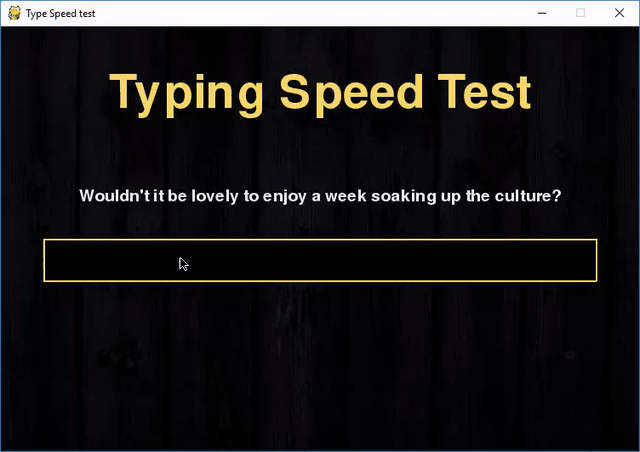 Type Speed test
Typing Speed Test
Wouldn't it be lovely to enjoy a week soaking up the culture?